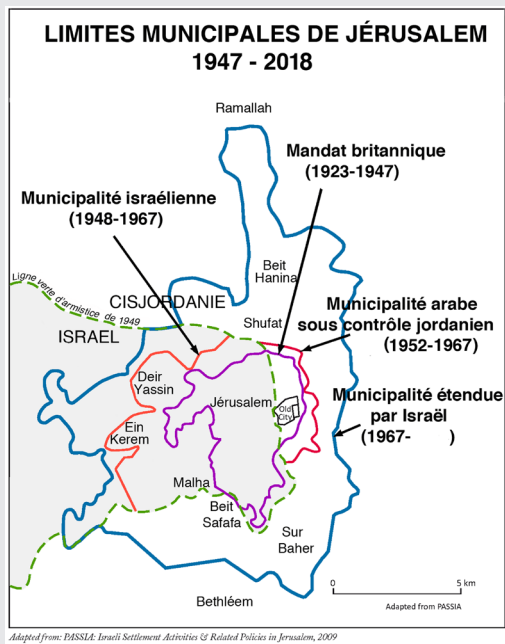 LIMITES MUNICIPALES DE JÉRUSALEM
1947 - 2018
Ramallah
Mandat britannique
(1923-1947)
Municipalité israélienne
(1948-1967)
Beit
Hanina
Ligne verte d'armistice de 1949
CISJORDANIE
Municipalité arabe
sous contrôle jordanien
(1952-1967)
Shufat
ISRAEL
Deir
Yassin
Municipalité étendue
par Israël
(1967-       )
Jérusalem
Old
City
Ein
Kerem
Malha
Beit
Safafa
Sur
Baher
0
5 km
Bethléem
Adapted from PASSIA
Adapted from: PASSIA: Israeli Settlement Activities & Related Policies in Jerusalem, 2009